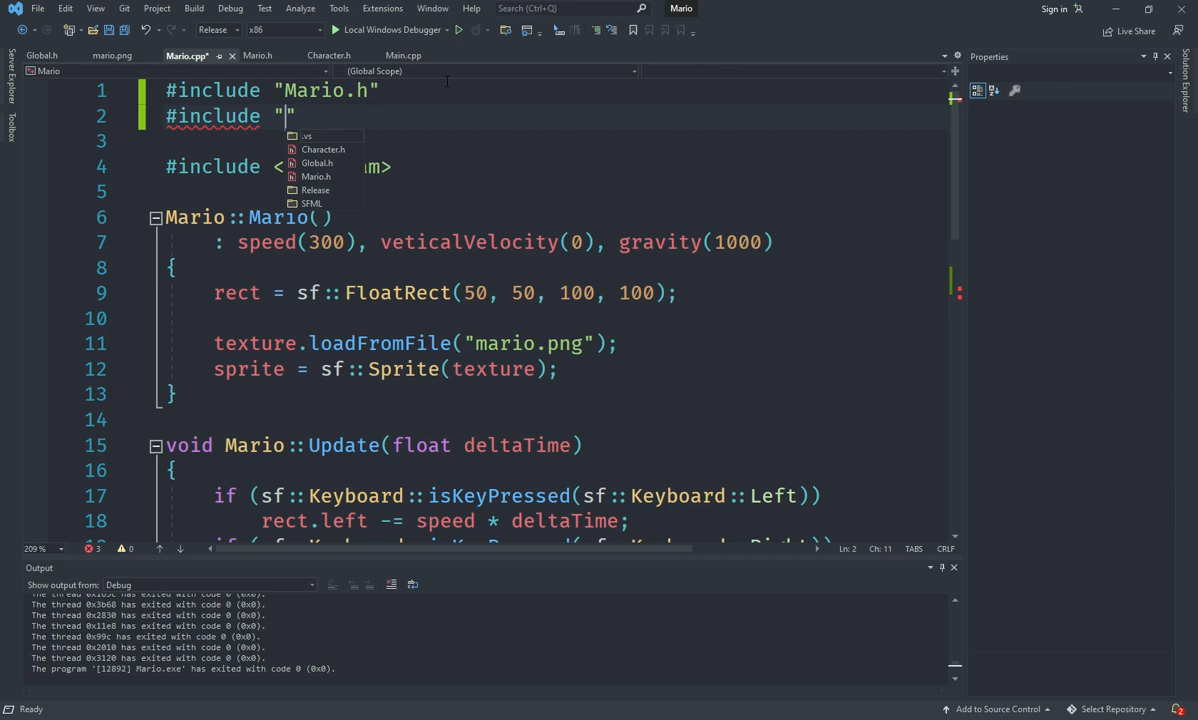 File Edit View Git Project Build Debug Test Analyze Tools Extensions Window Help Search (Ctrl+Q) Mario Sign in
Release x86 Local Windows Debugger Live Share
Global.h mario.png Mario.cpp* Mario.h Character.h Main.cpp
Mario (Global Scope)
Properties
Server Explorer
Toolbox
Solution Explorer
1 #include "Mario.h"
2 #include ""
.vs
3
Character.h
Global.h
4 #include < am>
Mario.h
5
Release
SFML
6 Mario::Mario()
7 : speed(300), veticalVelocity(0), gravity(1000)
8 {
9 rect = sf::FloatRect(50, 50, 100, 100);
10
11 texture.loadFromFile("mario.png");
12 sprite = sf::Sprite(texture);
13 }
14
15 void Mario::Update(float deltaTime)
16 {
17 if (sf::Keyboard::isKeyPressed(sf::Keyboard::Left))
18 rect.left -= speed * deltaTime;
209 % 3 0 Ln: 2 Ch: 11 TABS CRLF
Output
Show output from: Debug
The thread 0x3b68 has exited with code 0 (0x0).
The thread 0x2830 has exited with code 0 (0x0).
The thread 0x11e8 has exited with code 0 (0x0).
The thread 0x99c has exited with code 0 (0x0).
The thread 0x2010 has exited with code 0 (0x0).
The thread 0x3120 has exited with code 0 (0x0).
The program '[12892] Mario.exe' has exited with code 0 (0x0).
Ready Add to Source Control Select Repository 2